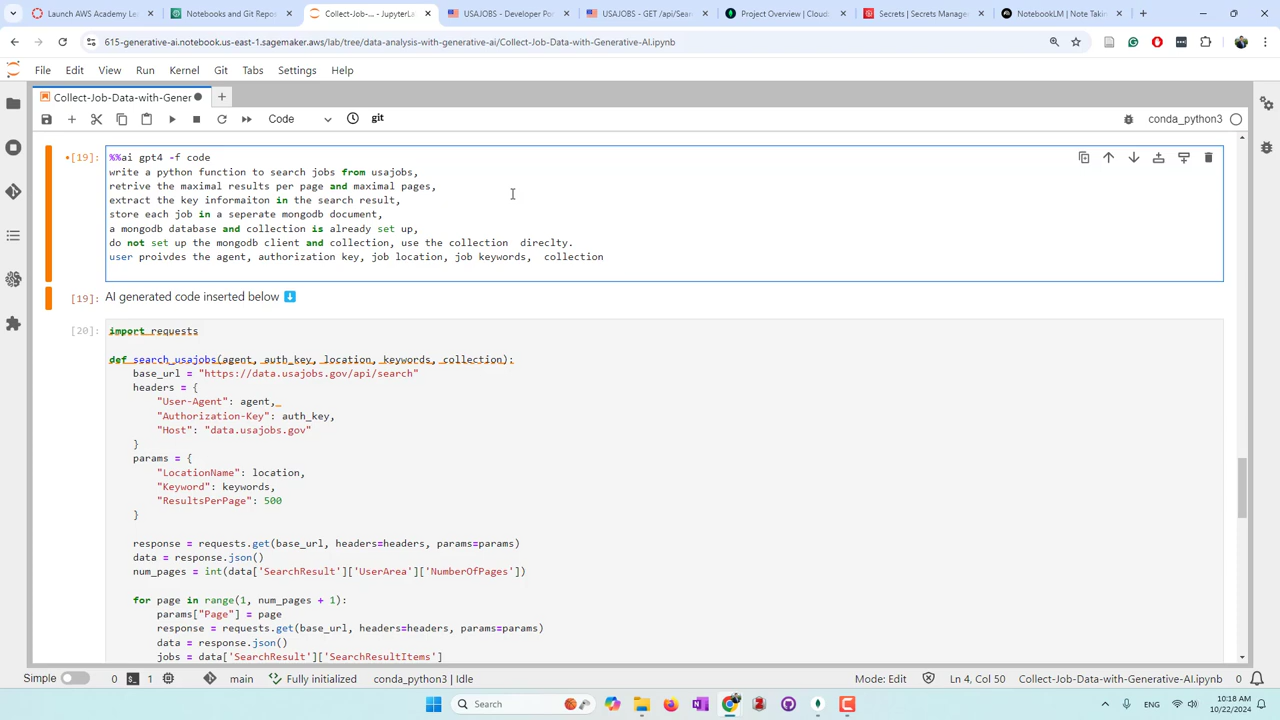 Launch AWS Academy Learne
Notebooks and Git Repos
Collect-Job-... - JupyterLa
USAJOBS - Developer Po
USAJOBS - GET /api/Sear
Project Overview | Cloud:
Secrets | Secrets Manage
NotebookLM | Note Takin
615-generative-ai.notebook.us-east-1.sagemaker.aws/lab/tree/data-analysis-with-generative-ai/Collect-Job-Data-with-Generative-AI.ipynb
File Edit View Run Kernel Git Tabs Settings Help
Collect-Job-Data-with-Gener
Code
git
conda_python3
[19]:
%%ai gpt4 -f code
write a python function to search jobs from usajobs,
retrive the maximal results per page and maximal pages,
extract the key informaiton in the search result,
store each job in a seperate mongodb document,
a mongodb database and collection is already set up,
do not set up the mongodb client and collection, use the collection  direclty.
user proivdes the agent, authorization key, job location, job keywords,  collection
[19]: AI generated code inserted below
[20]:
import requests
def search_usajobs(agent, auth_key, location, keywords, collection):
base_url = "https://data.usajobs.gov/api/search"
headers = {
"User-Agent": agent,
"Authorization-Key": auth_key,
"Host": "data.usajobs.gov"
}
params = {
"LocationName": location,
"Keyword": keywords,
"ResultsPerPage": 500
}
response = requests.get(base_url, headers=headers, params=params)
data = response.json()
num_pages = int(data['SearchResult']['UserArea']['NumberOfPages'])
for page in range(1, num_pages + 1):
params["Page"] = page
response = requests.get(base_url, headers=headers, params=params)
data = response.json()
jobs = data['SearchResult']['SearchResultItems']
Simple 0 1 main Fully initialized conda_python3 | Idle Mode: Edit Ln 4, Col 50 Collect-Job-Data-with-Generative-AI.ipynb 0
Search
ENG
10:18 AM
10/22/2024